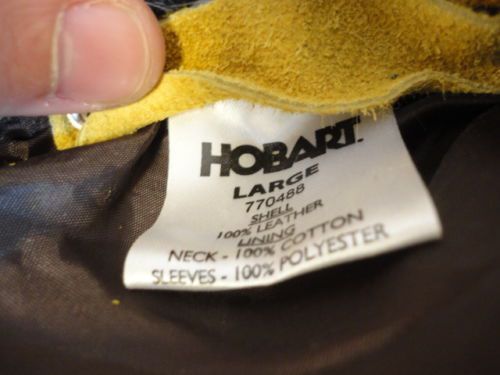 HOBART
LARGE
770488
SHELL
100% LEATHER
LINING
NECK - 100% COTTON
SLEEVES - 100% POLYESTER